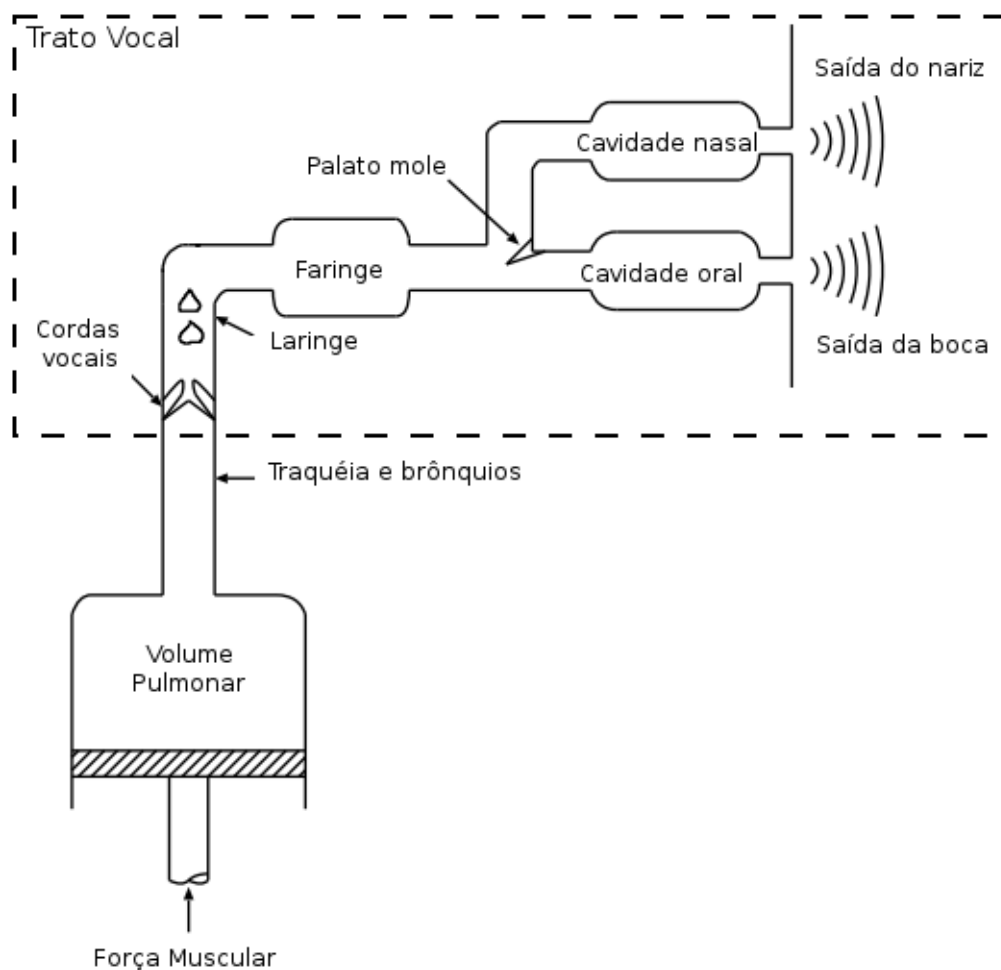 Trato Vocal
Saída do nariz
Cavidade nasal
Palato mole
Faringe
Cavidade oral
Cordas
vocais
Laringe
Saída da boca
Traquéia e brônquios
Volume
Pulmonar
Força Muscular